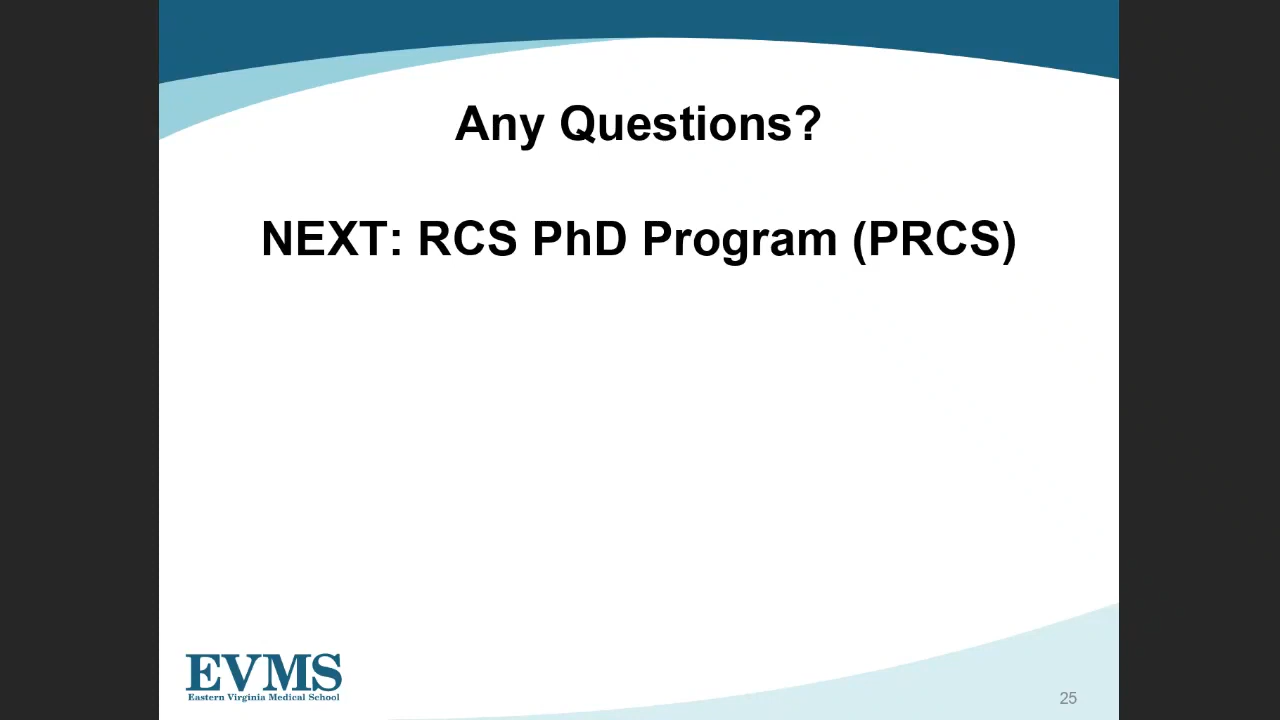 Any Questions?
NEXT: RCS PhD Program (PRCS)
EVMS
Eastern Virginia Medical School
25